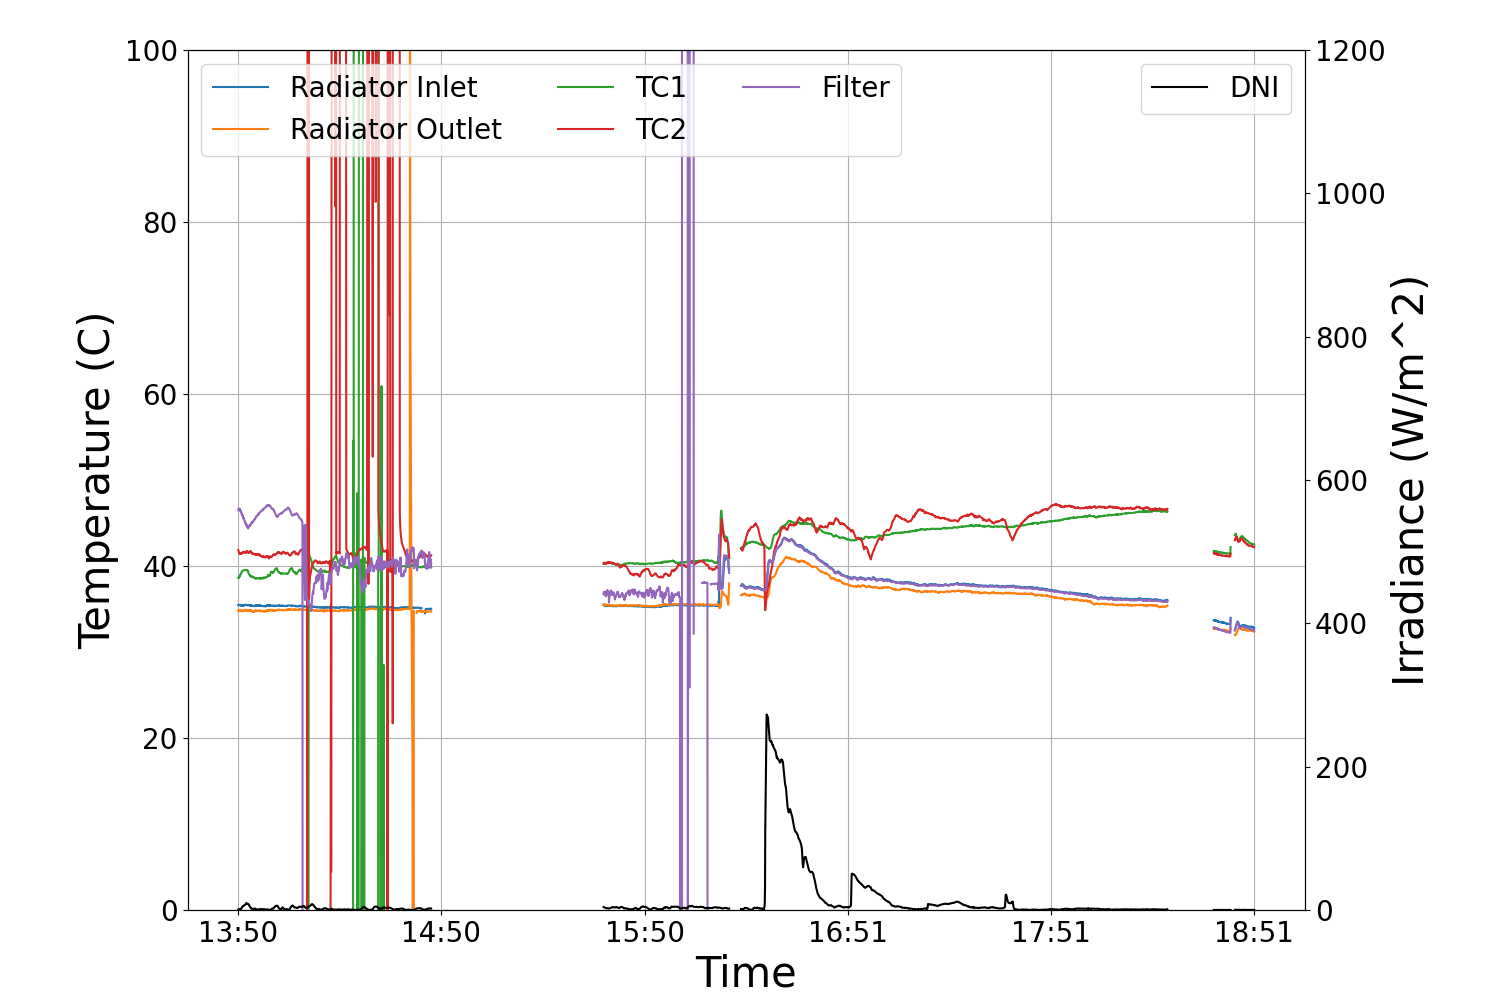 100
80
60
40
20
0
Temperature (C)
Radiator Inlet
Radiator Outlet
TC1
TC2
Filter
DNI
1200
1000
800
600
400
200
0
Irradiance (W/m^2)
13:50 14:50 15:50 16:51 17:51 18:51
Time